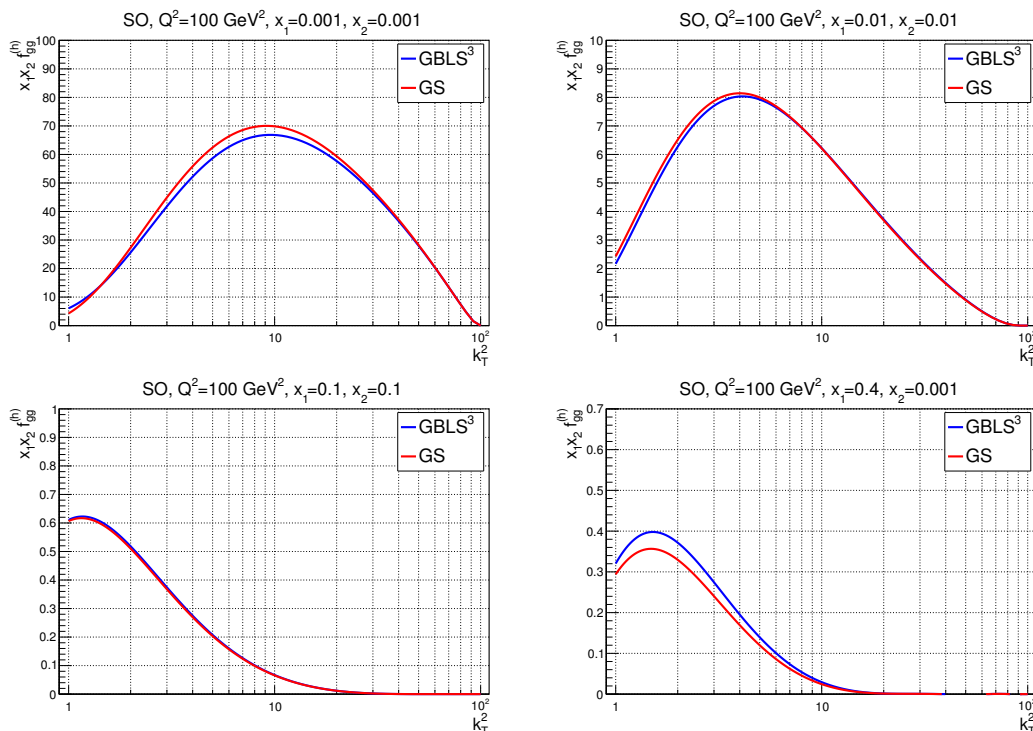 SO, Q²=100 GeV², x₁=0.001, x₂=0.001
x₁x₂ f_gg^(h)
100
90
80
70
60
50
40
30
20
10
0
1
10
10²
k_T²
GBLS³
GS
SO, Q²=100 GeV², x₁=0.01, x₂=0.01
x₁x₂ f_gg^(h)
10
9
8
7
6
5
4
3
2
1
0
1
10
10²
k_T²
GBLS³
GS
SO, Q²=100 GeV², x₁=0.1, x₂=0.1
x₁x₂ f_gg^(h)
1
0.9
0.8
0.7
0.6
0.5
0.4
0.3
0.2
0.1
0
1
10
10²
k_T²
GBLS³
GS
SO, Q²=100 GeV², x₁=0.4, x₂=0.001
x₁x₂ f_gg^(h)
0.7
0.6
0.5
0.4
0.3
0.2
0.1
0
1
10
10²
k_T²
GBLS³
GS